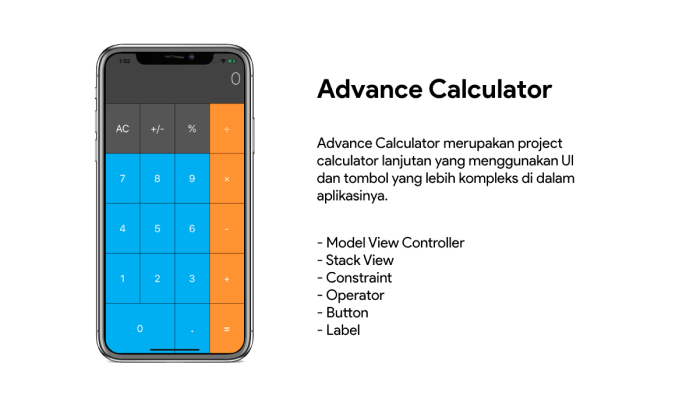 1:53
0
AC +/- % ÷
7 8 9 ×
4 5 6 -
1 2 3 +
0 . =
Advance Calculator
Advance Calculator merupakan project
calculator lanjutan yang menggunakan UI
dan tombol yang lebih kompleks di dalam
aplikasinya.
- Model View Controller
- Stack View
- Constraint
- Operator
- Button
- Label